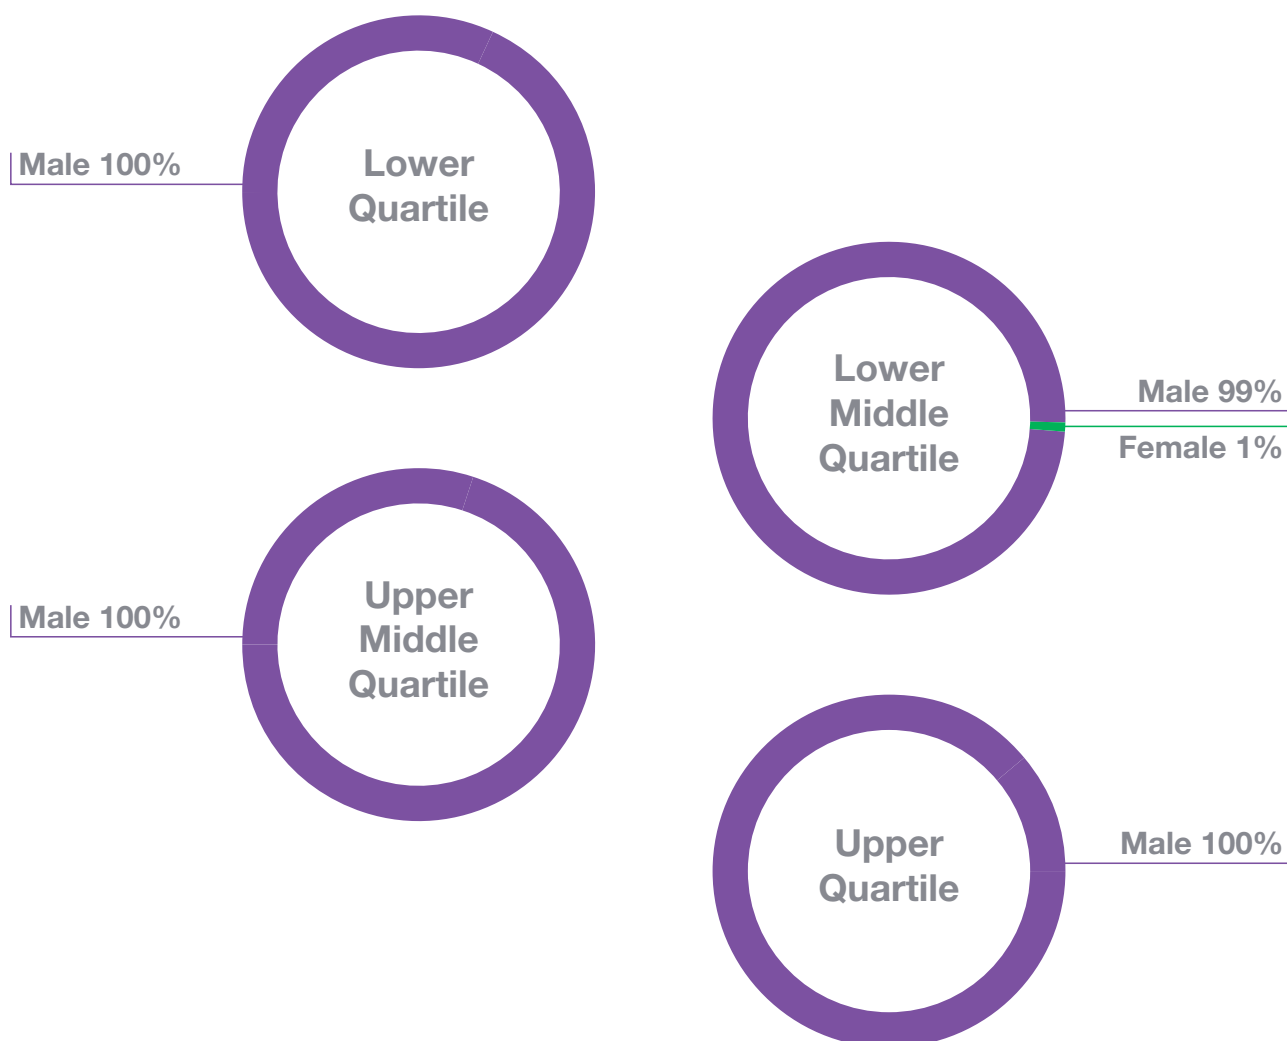 Male 100%
Lower
Quartile
Lower
Middle
Quartile
Male 99%
Female 1%
Male 100%
Upper
Middle
Quartile
Upper
Quartile
Male 100%